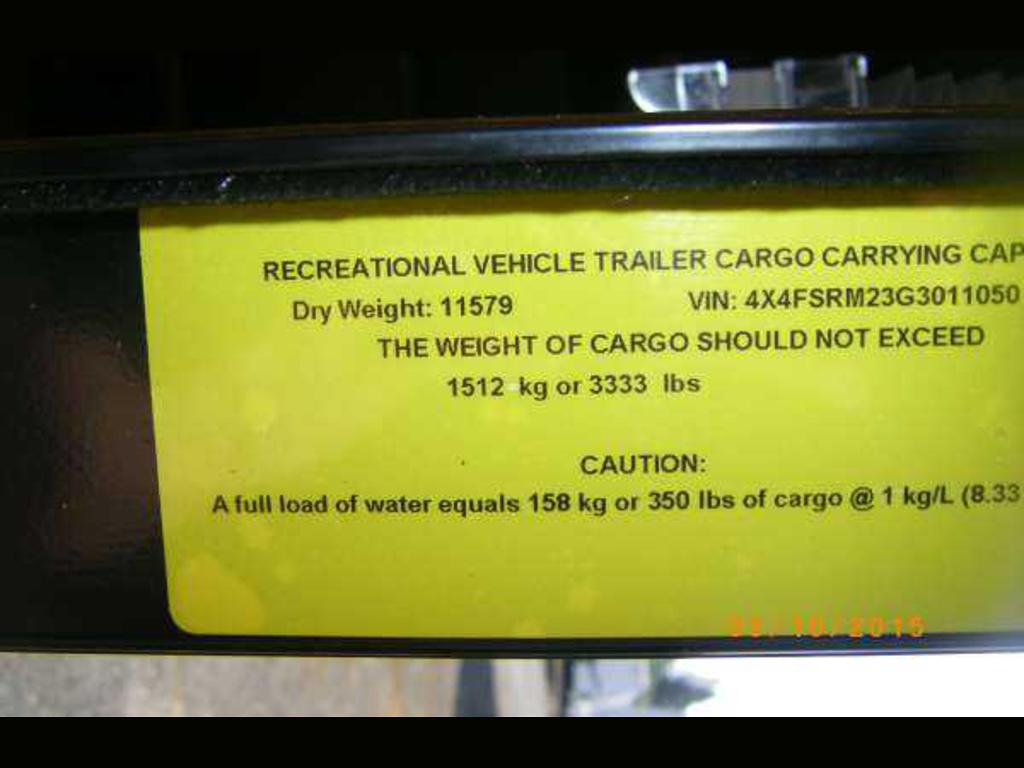 RECREATIONAL VEHICLE TRAILER CARGO CARRYING CAP
Dry Weight: 11579 VIN: 4X4FSRM23G3011050
THE WEIGHT OF CARGO SHOULD NOT EXCEED
1512 kg or 3333 lbs
CAUTION:
A full load of water equals 158 kg or 350 lbs of cargo @ 1 kg/L (8.33